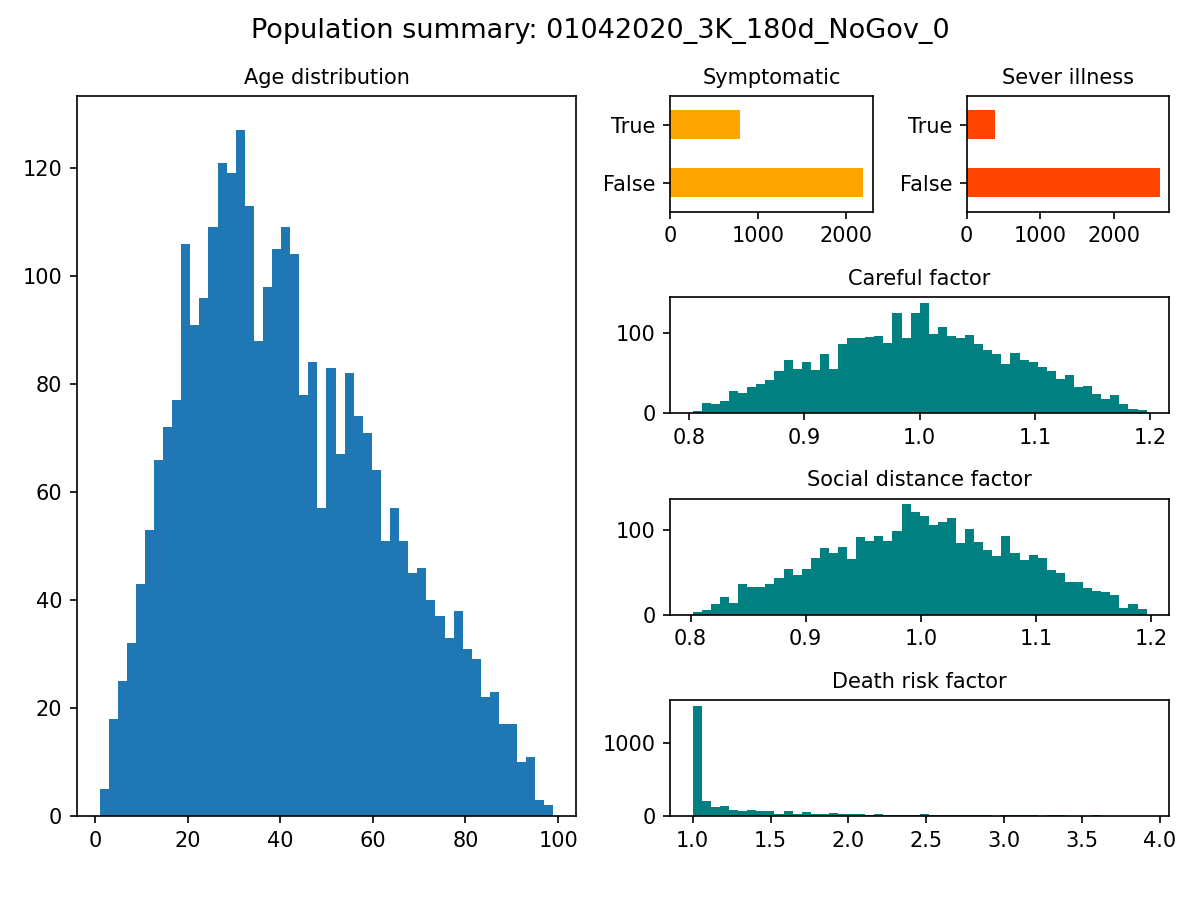 Population summary: 01042020_3K_180d_NoGov_0
Age distribution
120
100
80
60
40
20
0
0 20 40 60 80 100
Symptomatic
True
False
0 1000 2000
Sever illness
True
False
0 1000 2000
Careful factor
100
0
0.8 0.9 1.0 1.1 1.2
Social distance factor
100
0
0.8 0.9 1.0 1.1 1.2
Death risk factor
1000
0
1.0 1.5 2.0 2.5 3.0 3.5 4.0